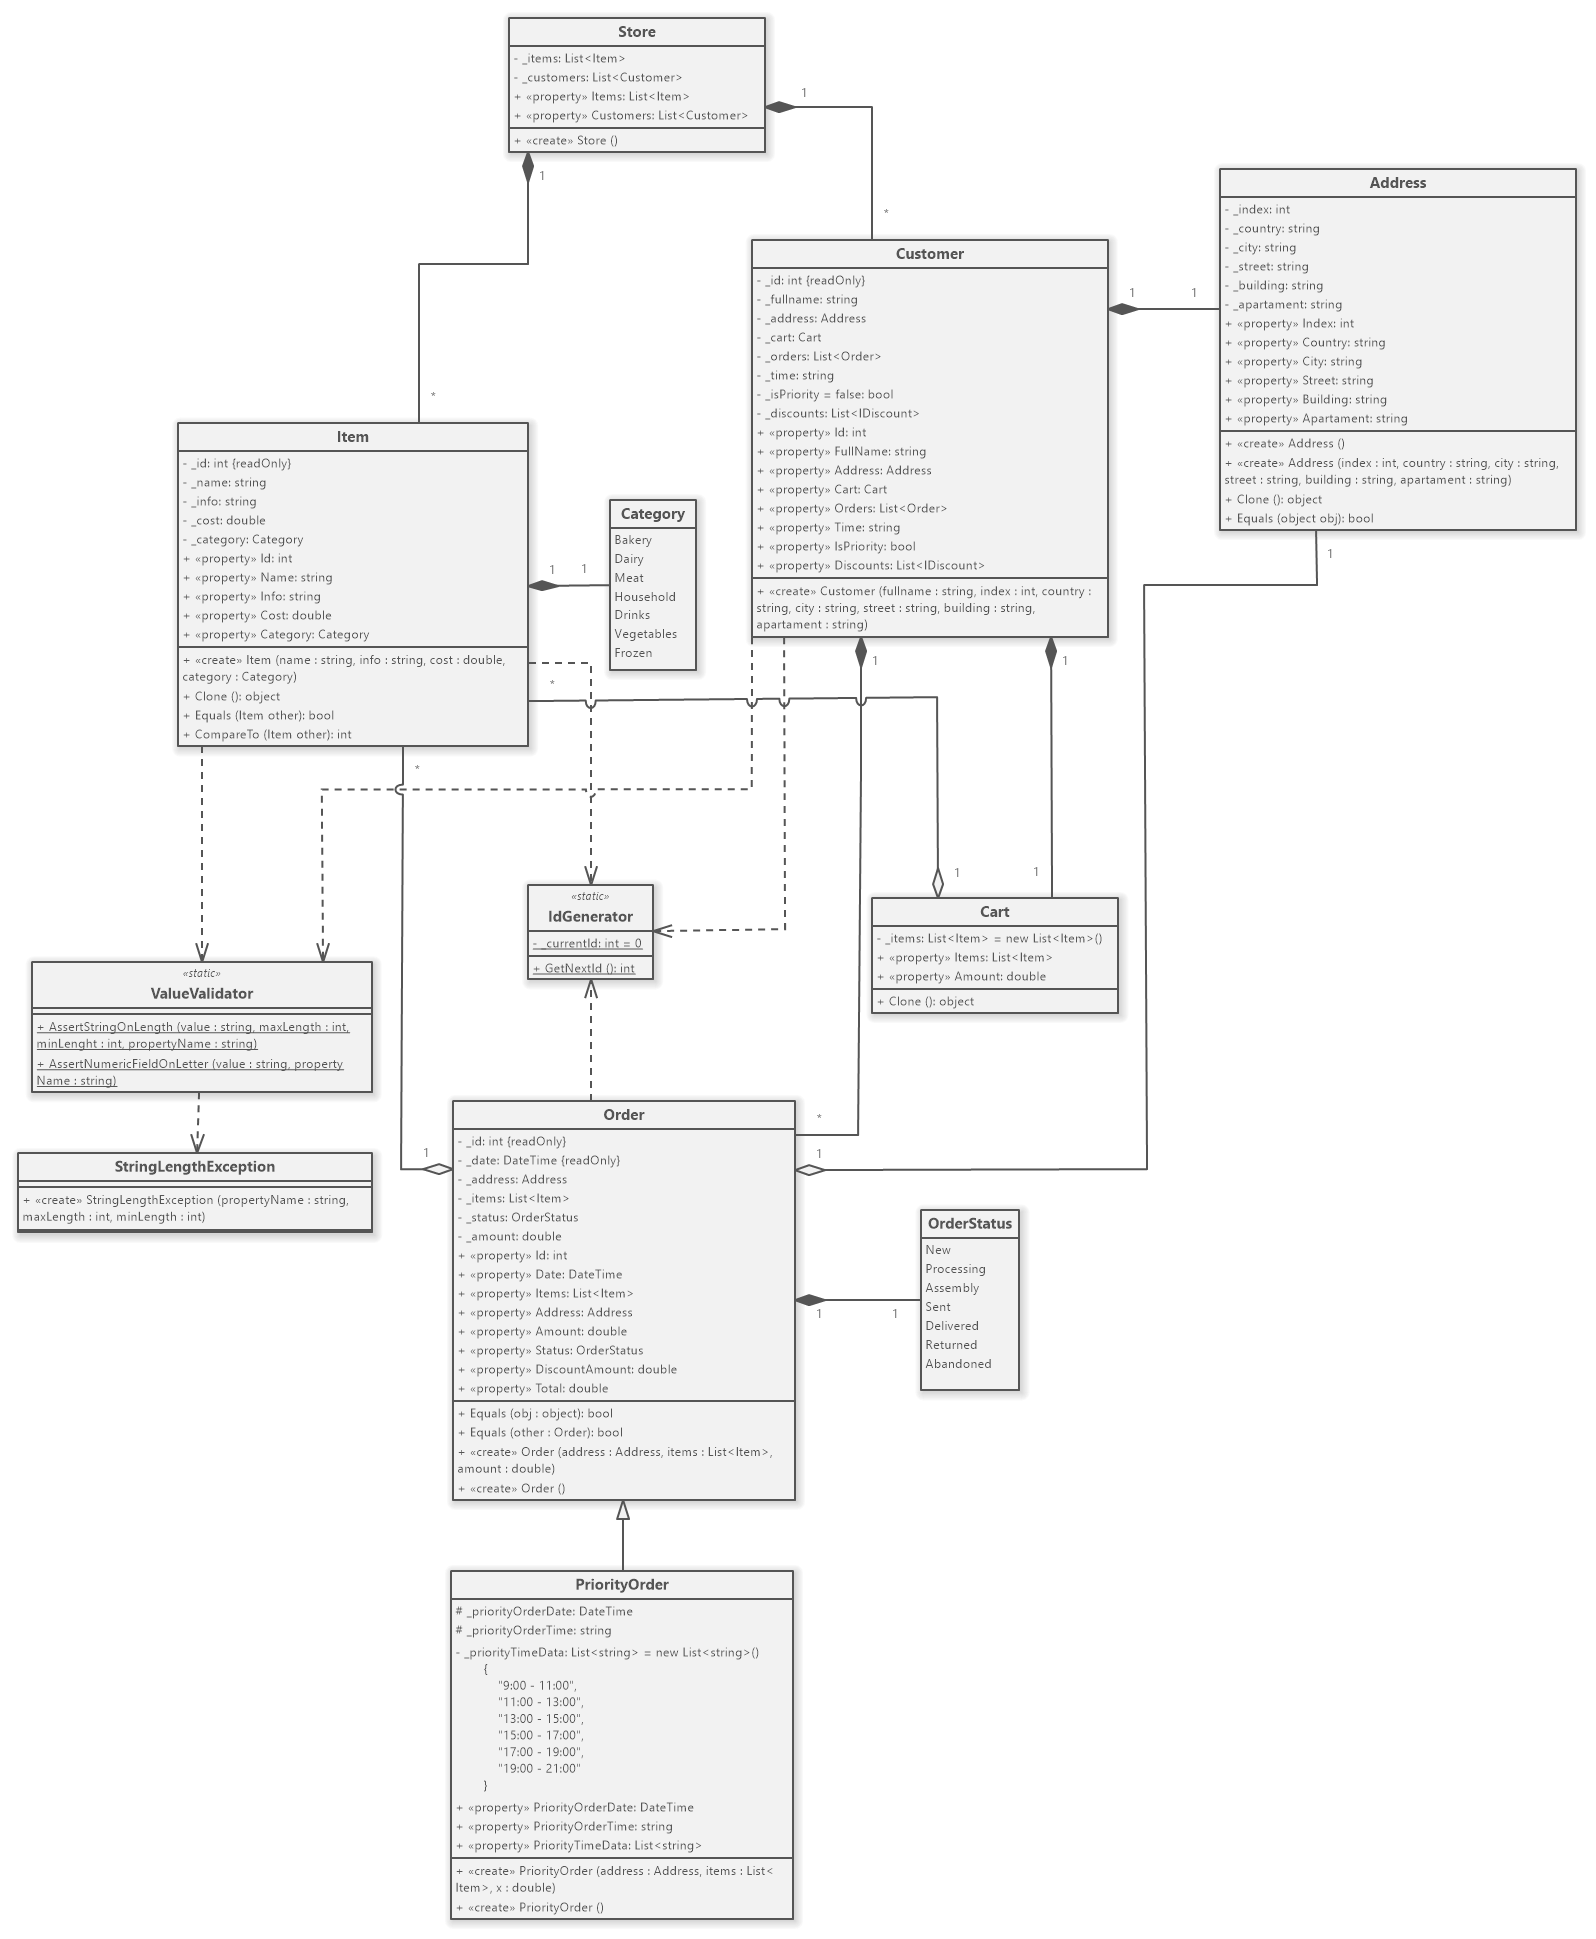 Store
- _items: List<Item>
- _customers: List<Customer>
+ «property» Items: List<Item>
+ «property» Customers: List<Customer>
+ «create» Store ()
1
1
*
*
Address
- _index: int
- _country: string
- _city: string
- _street: string
- _building: string
- _apartament: string
+ «property» Index: int
+ «property» Country: string
+ «property» City: string
+ «property» Street: string
+ «property» Building: string
+ «property» Apartament: string
+ «create» Address ()
+ «create» Address (index : int, country : string, city : string,
street : string, building : string, apartament : string)
+ Clone (): object
+ Equals (object obj): bool
1
1
1
Customer
- _id: int {readOnly}
- _fullname: string
- _address: Address
- _cart: Cart
- _orders: List<Order>
- _time: string
- _isPriority = false: bool
- _discounts: List<IDiscount>
+ «property» Id: int
+ «property» FullName: string
+ «property» Address: Address
+ «property» Cart: Cart
+ «property» Orders: List<Order>
+ «property» Time: string
+ «property» IsPriority: bool
+ «property» Discounts: List<IDiscount>
+ «create» Customer (fullname : string, index : int, country :
string, city : string, street : string, building : string,
apartament : string)
1
1
Item
- _id: int {readOnly}
- _name: string
- _info: string
- _cost: double
- _category: Category
+ «property» Id: int
+ «property» Name: string
+ «property» Info: string
+ «property» Cost: double
+ «property» Category: Category
+ «create» Item (name : string, info : string, cost : double,
category : Category)
+ Clone (): object
+ Equals (Item other): bool
+ CompareTo (Item other): int
1
1
*
*
Category
Bakery
Dairy
Meat
Household
Drinks
Vegetables
Frozen
«static»
IdGenerator
- _currentId: int = 0
+ GetNextId (): int
1
1
Cart
- _items: List<Item> = new List<Item>()
+ «property» Items: List<Item>
+ «property» Amount: double
+ Clone (): object
«static»
ValueValidator
+ AssertStringOnLength (value : string, maxLength : int,
minLenght : int, propertyName : string)
+ AssertNumericFieldOnLetter (value : string, property
Name : string)
StringLengthException
+ «create» StringLengthException (propertyName : string,
maxLength : int, minLength : int)
*
1
1
Order
- _id: int {readOnly}
- _date: DateTime {readOnly}
- _address: Address
- _items: List<Item>
- _status: OrderStatus
- _amount: double
+ «property» Id: int
+ «property» Date: DateTime
+ «property» Items: List<Item>
+ «property» Address: Address
+ «property» Amount: double
+ «property» Status: OrderStatus
+ «property» DiscountAmount: double
+ «property» Total: double
+ Equals (obj : object): bool
+ Equals (other : Order): bool
+ «create» Order (address : Address, items : List<Item>,
amount : double)
+ «create» Order ()
1
1
OrderStatus
New
Processing
Assembly
Sent
Delivered
Returned
Abandoned
PriorityOrder
# _priorityOrderDate: DateTime
# _priorityOrderTime: string
- _priorityTimeData: List<string> = new List<string>()
{
"9:00 - 11:00",
"11:00 - 13:00",
"13:00 - 15:00",
"15:00 - 17:00",
"17:00 - 19:00",
"19:00 - 21:00"
}
+ «property» PriorityOrderDate: DateTime
+ «property» PriorityOrderTime: string
+ «property» PriorityTimeData: List<string>
+ «create» PriorityOrder (address : Address, items : List<
Item>, x : double)
+ «create» PriorityOrder ()